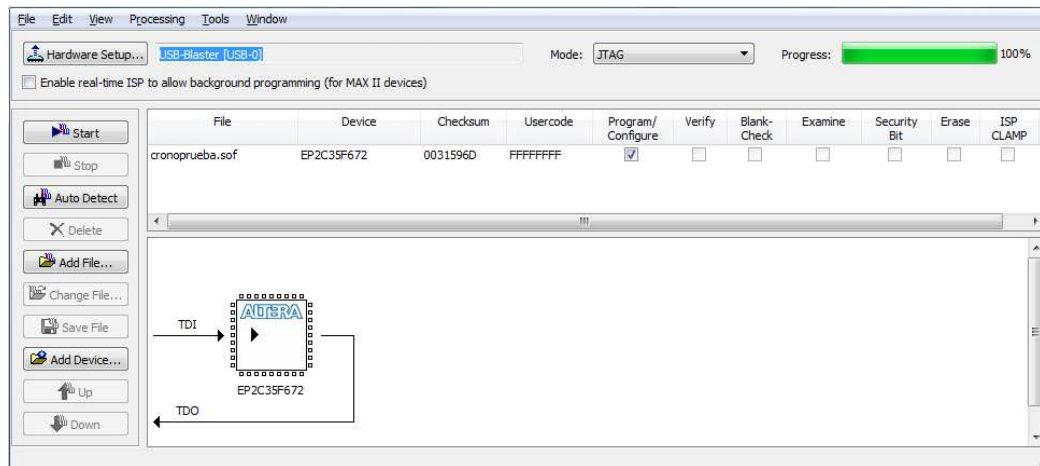 File Edit View Processing Tools Window
Hardware Setup... USB-Blaster [USB-0] Mode: JTAG Progress: 100%
Enable real-time ISP to allow background programming (for MAX II devices)
Start
Stop
Auto Detect
Delete
Add File...
Change File...
Save File
Add Device...
Up
Down
File Device Checksum Usercode Program/ Configure Verify Blank- Check Examine Security Bit Erase ISP CLAMP
cronoprueba.sof EP2C35F672 0031596D FFFFFFFF
ALTERA
TDI
EP2C35F672
TDO